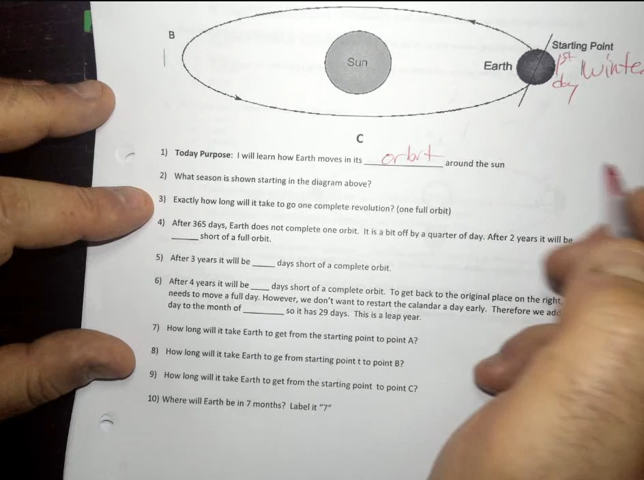 B
Sun
Earth
Starting Point
1st
day
C
1) Today Purpose: I will learn how Earth moves in its orbit around the sun
2) What season is shown starting in the diagram above?
3) Exactly how long will it take to go one complete revolution? (one full orbit)
4) After 365 days, Earth does not complete one orbit. It is a bit off by a quarter of day. After 2 years it will be
______ short of a full orbit.
5) After 3 years it will be _____ days short of a complete orbit.
6) After 4 years it will be ____ days short of a complete orbit. To get back to the original place on the right,
needs to move a full day. However, we don't want to restart the calandar a day early. Therefore we
day to the month of _________ so it has 29 days. This is a leap year.
7) How long will it take Earth to get from the starting point to point A?
8) How long will it take Earth to ge from starting point t to point B?
9) How long will it take Earth to get from the starting point to point C?
10) Where will Earth be in 7 months? Label it "7"